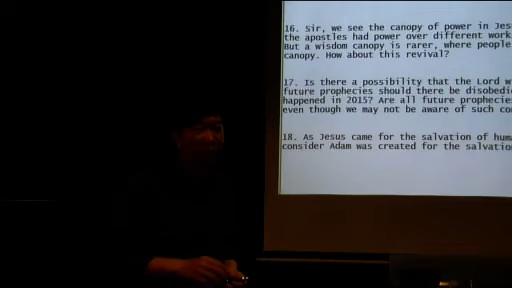 16. Sir, we see the canopy of power in Jes
the apostles had power over different work
But a wisdom canopy is rarer, where people
canopy. How about this revival?
17. Is there a possibility that the Lord w
future prophecies should there be disobedi
happened in 2015? Are all future prophecie
even though we may not be aware of such co
18. As Jesus came for the salvation of huma
consider Adam was created for the salvatio